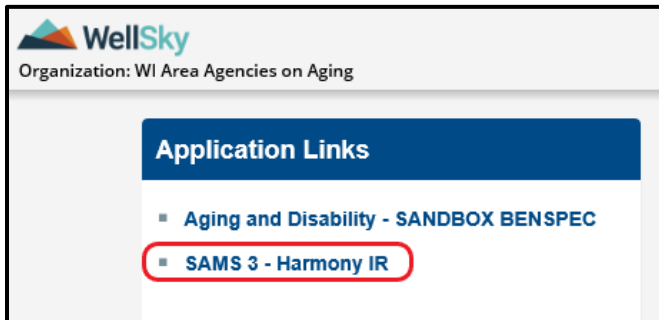 WellSky
Organization: WI Area Agencies on Aging
Application Links
Aging and Disability - SANDBOX BENSPEC
SAMS 3 - Harmony IR